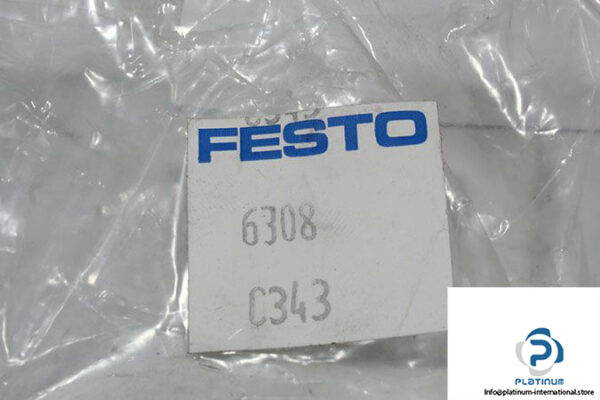 FESTO
6308
C343
PLATINUM
Info@platinum-international.store